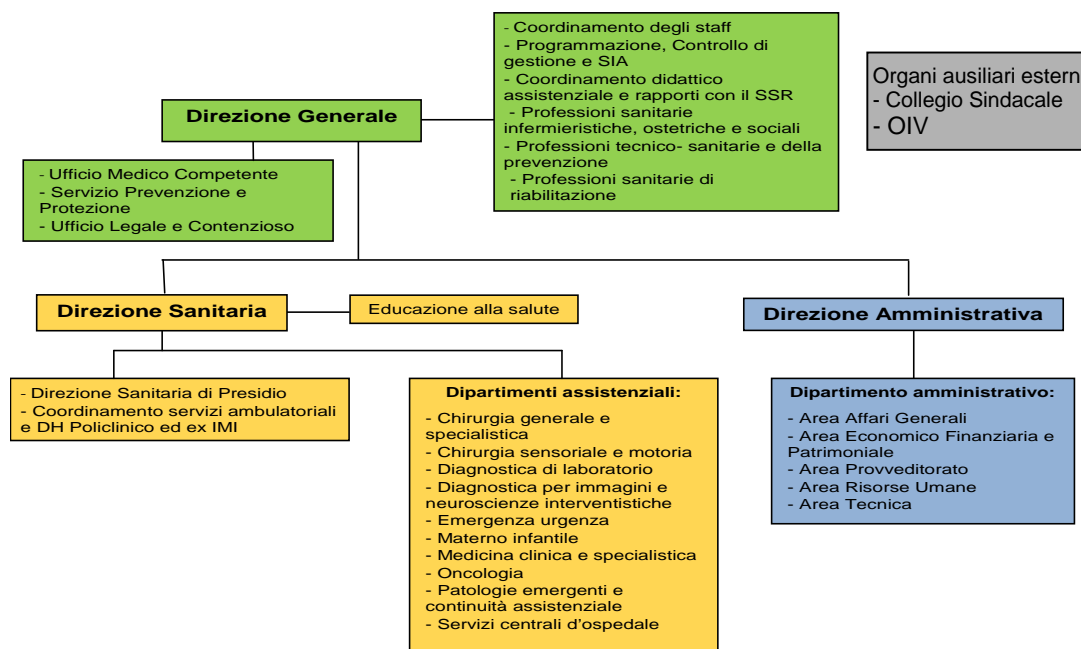 - Coordinamento degli staff
- Programmazione, Controllo di
gestione e SIA
- Coordinamento didattico
assistenziale e rapporti con il SSR
- Professioni sanitarie
infermieristiche, ostetriche e sociali
- Professioni tecnico- sanitarie e della
prevenzione
- Professioni sanitarie di
riabilitazione
Organi ausiliari estern
- Collegio Sindacale
- OIV
Direzione Generale
- Ufficio Medico Competente
- Servizio Prevenzione e
Protezione
- Ufficio Legale e Contenzioso
Direzione Sanitaria
Educazione alla salute
Direzione Amministrativa
- Direzione Sanitaria di Presidio
- Coordinamento servizi ambulatoriali
e DH Policlinico ed ex IMI
Dipartimenti assistenziali:
- Chirurgia generale e
specialistica
- Chirurgia sensoriale e motoria
- Diagnostica di laboratorio
- Diagnostica per immagini e
neuroscienze interventistiche
- Emergenza urgenza
- Materno infantile
- Medicina clinica e specialistica
- Oncologia
- Patologie emergenti e
continuità assistenziale
- Servizi centrali d'ospedale
Dipartimento amministrativo:
- Area Affari Generali
- Area Economico Finanziaria e
Patrimoniale
- Area Provveditorato
- Area Risorse Umane
- Area Tecnica